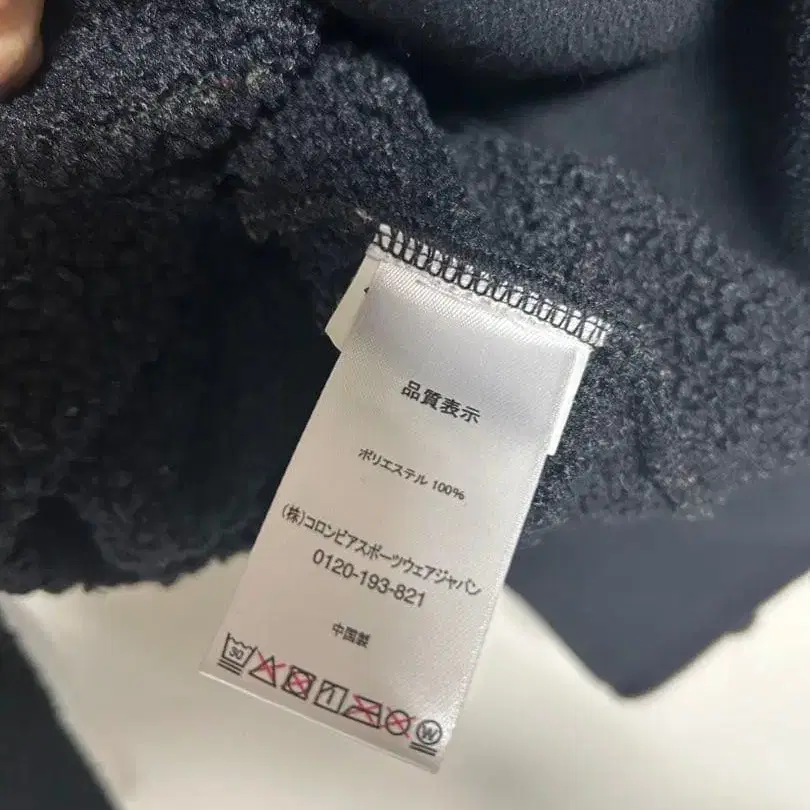 品質表示
ポリエステル 100%
(株)コロンビアスポーツウェアジャパン
0120-193-821
中国製
30 W